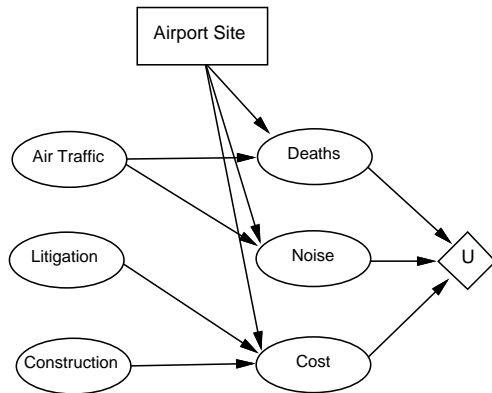 Airport Site
Air Traffic
Deaths
Litigation
Noise
U
Construction
Cost